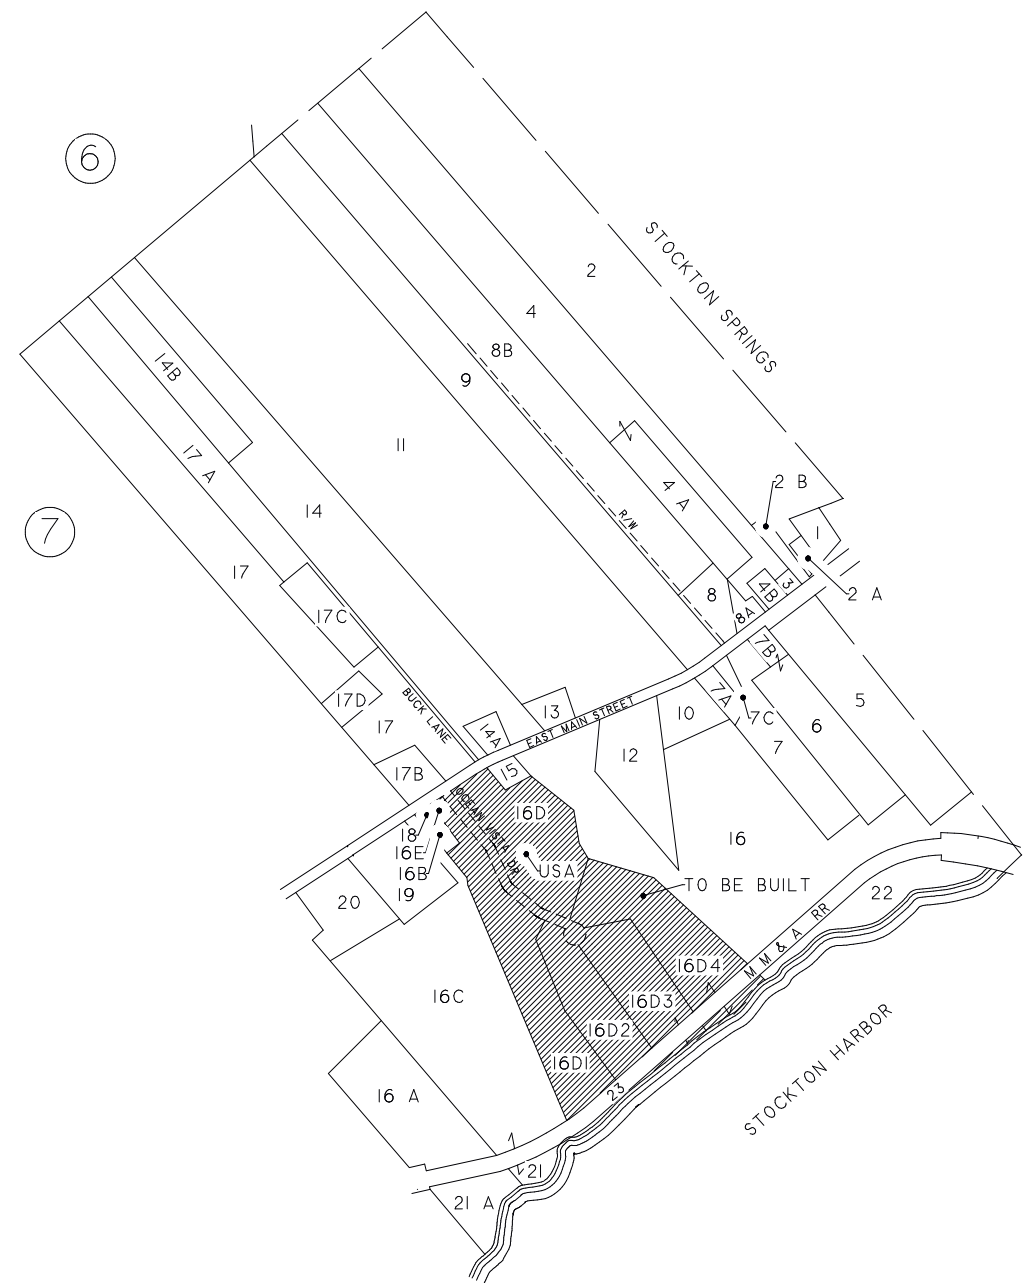 6
STOCKTON SPRINGS
2
4
8B
14B
9
11
17 A
2 B
4 A
1
14
R/W
7
17
3
4B
8
2 A
17C
8A
7B
17D
BUCK LANE
13
EAST MAIN STREET
7A
7C
5
10
6
17
14A
12
7
15
17B
OCEAN VISTA DR
16D
18
16E
16B
16
USA
TO BE BUILT
19
20
22
MM&A RR
16D4
16C
16D3
16D2
16D1
16 A
23
STOCKTON HARBOR
21
21 A